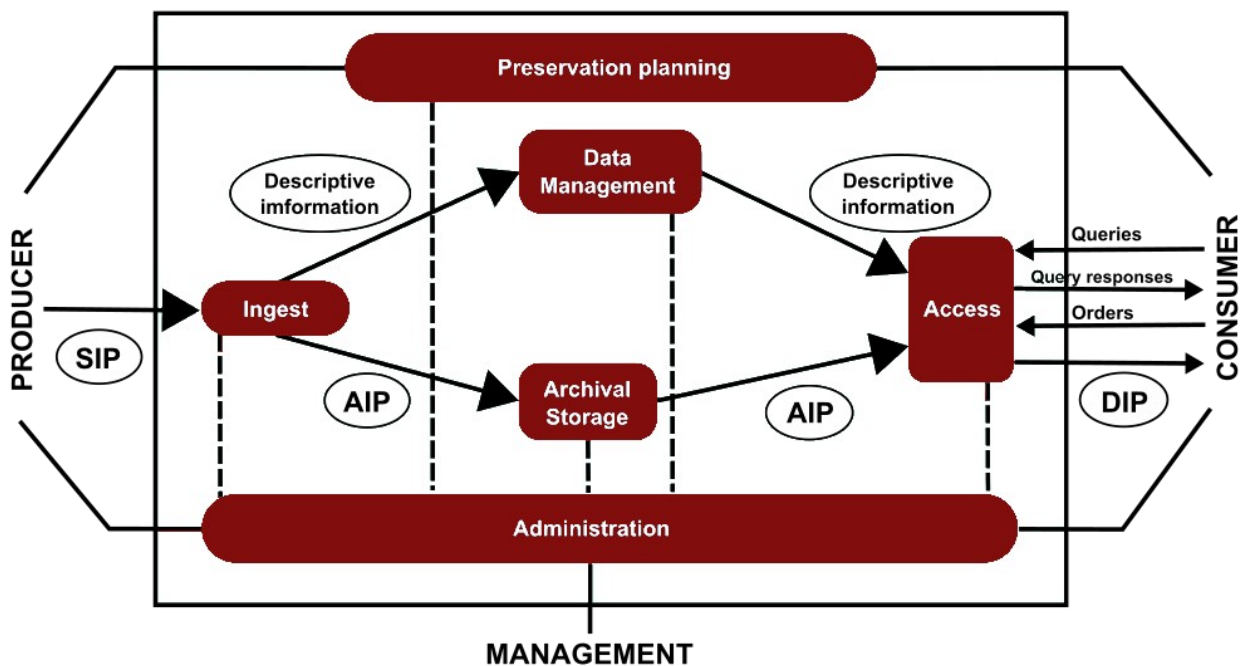 Preservation planning
Data
Management
Descriptive
imformation
Descriptive
information
PRODUCER
SIP
Ingest
AIP
Archival
Storage
AIP
Access
Queries
Query responses
Orders
DIP
CONSUMER
Administration
MANAGEMENT